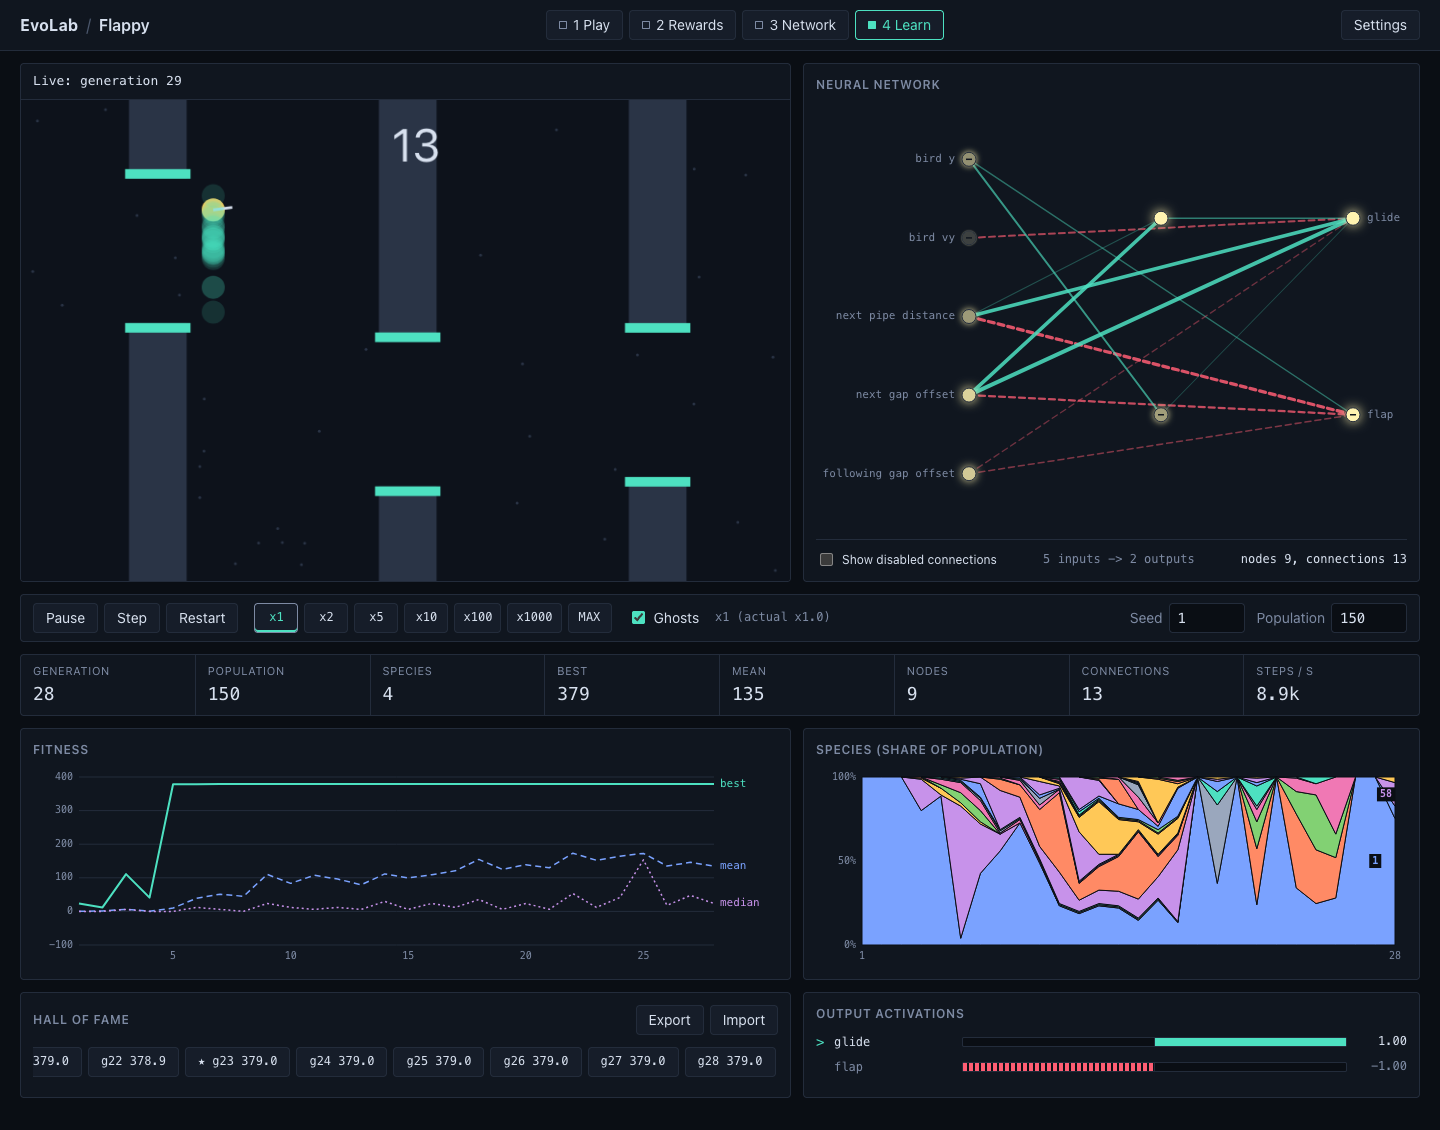 EvoLab / Flappy
1 Play
2 Rewards
3 Network
4 Learn
Settings
Live: generation 29
13
NEURAL NETWORK
bird y
bird vy
next pipe distance
next gap offset
following gap offset
glide
flap
Show disabled connections
5 inputs -> 2 outputs
nodes 9, connections 13
Pause
Step
Restart
x1
x2
x5
x10
x100
x1000
MAX
Ghosts
x1 (actual x1.0)
Seed
1
Population
150
GENERATION
28
POPULATION
150
SPECIES
4
BEST
379
MEAN
135
NODES
9
CONNECTIONS
13
STEPS / S
8.9k
FITNESS
400
300
200
100
0
−100
5
10
15
20
25
best
mean
median
SPECIES (SHARE OF POPULATION)
100%
50%
0%
1
28
58
1
HALL OF FAME
Export
Import
379.0
g22 378.9
★ g23 379.0
g24 379.0
g25 379.0
g26 379.0
g27 379.0
g28 379.0
OUTPUT ACTIVATIONS
> glide
1.00
flap
−1.00